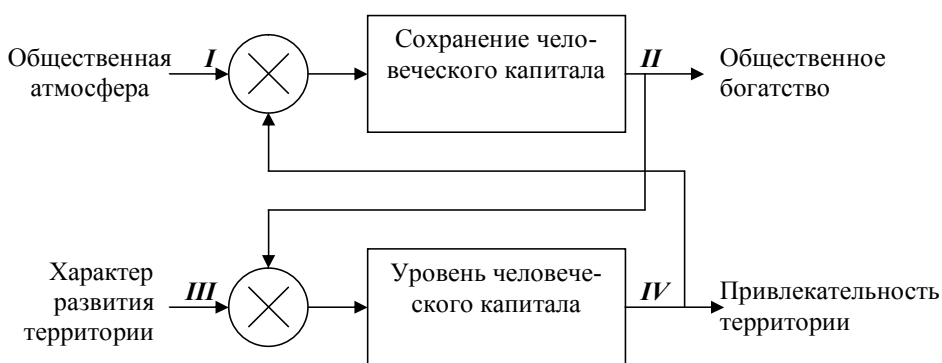 Общественная
атмосфера
I
Сохранение чело-
веческого капитала
II
Общественное
богатство
Характер
развития
территории
III
Уровень человече-
ского капитала
IV
Привлекательность
территории